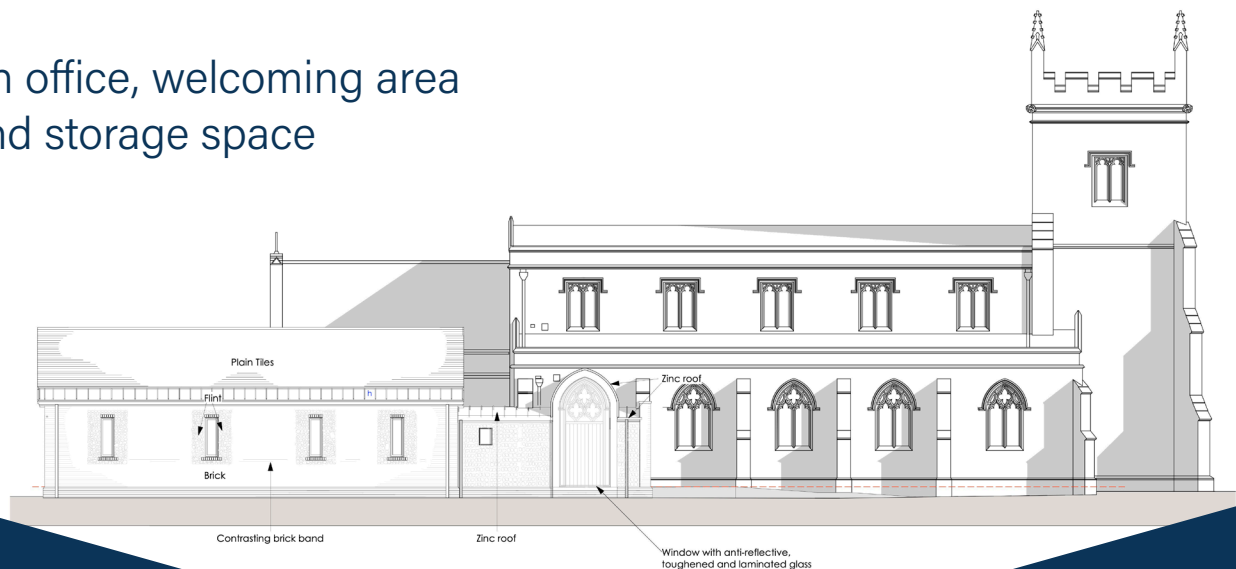 n office, welcoming area
nd storage space
Plain Tiles
Zinc roof
Flint
h
Brick
Contrasting brick band
Zinc roof
Window with anti-reflective,
toughened and laminated glass